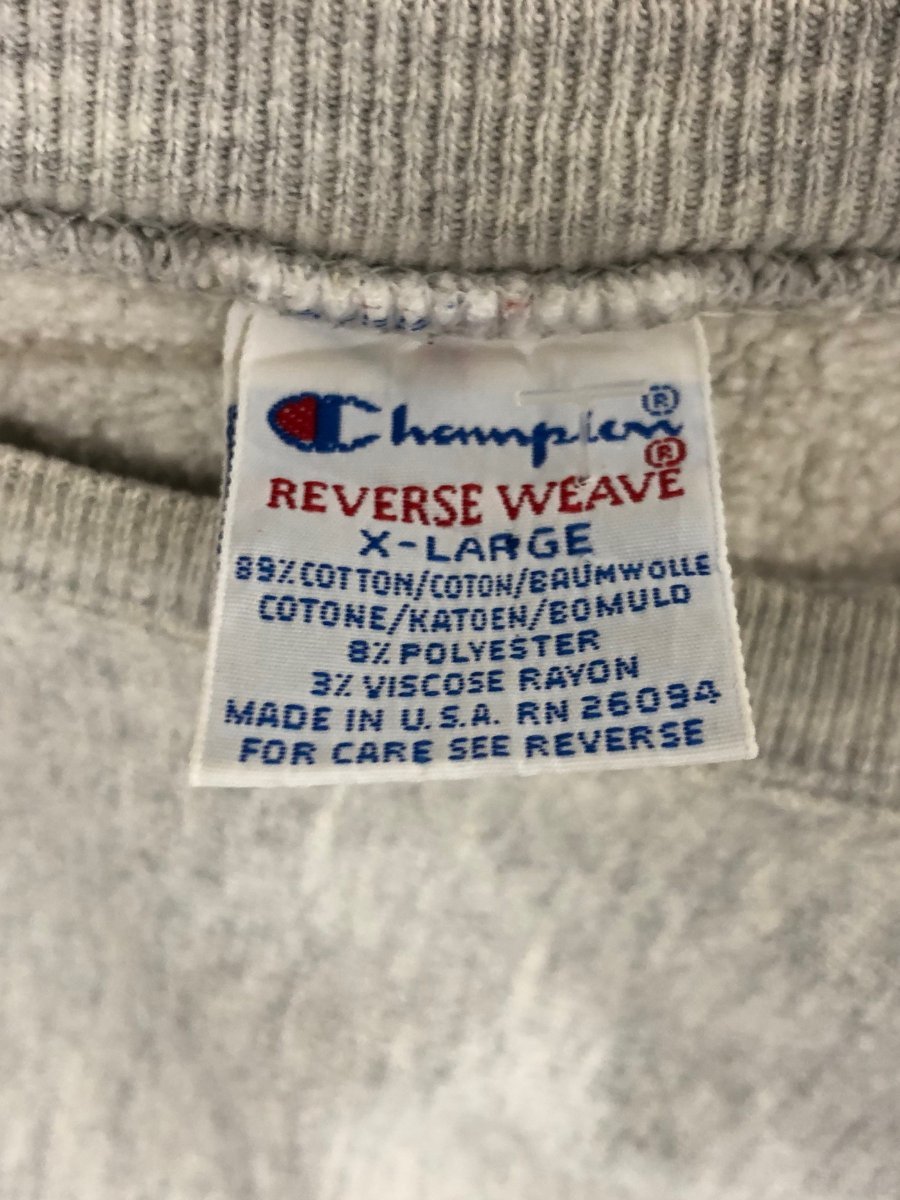 Champion®
REVERSE WEAVE®
X-LARGE
89% COTTON/COTON/BAUMWOLLE
COTONE/KATOEN/BOMULD
8% POLYESTER
3% VISCOSE RAYON
MADE IN U.S.A. RN 26094
FOR CARE SEE REVERSE